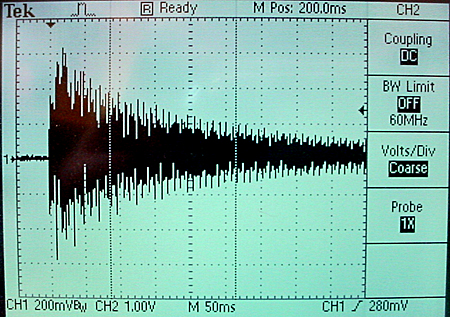 Tek R Ready M Pos: 200.0ms CH2
Coupling
DC
BW Limit
OFF
60MHz
1
Volts/Div
Coarse
Probe
1X
CH1 200mVBW CH2 1.00V M 50ms CH1 280mV